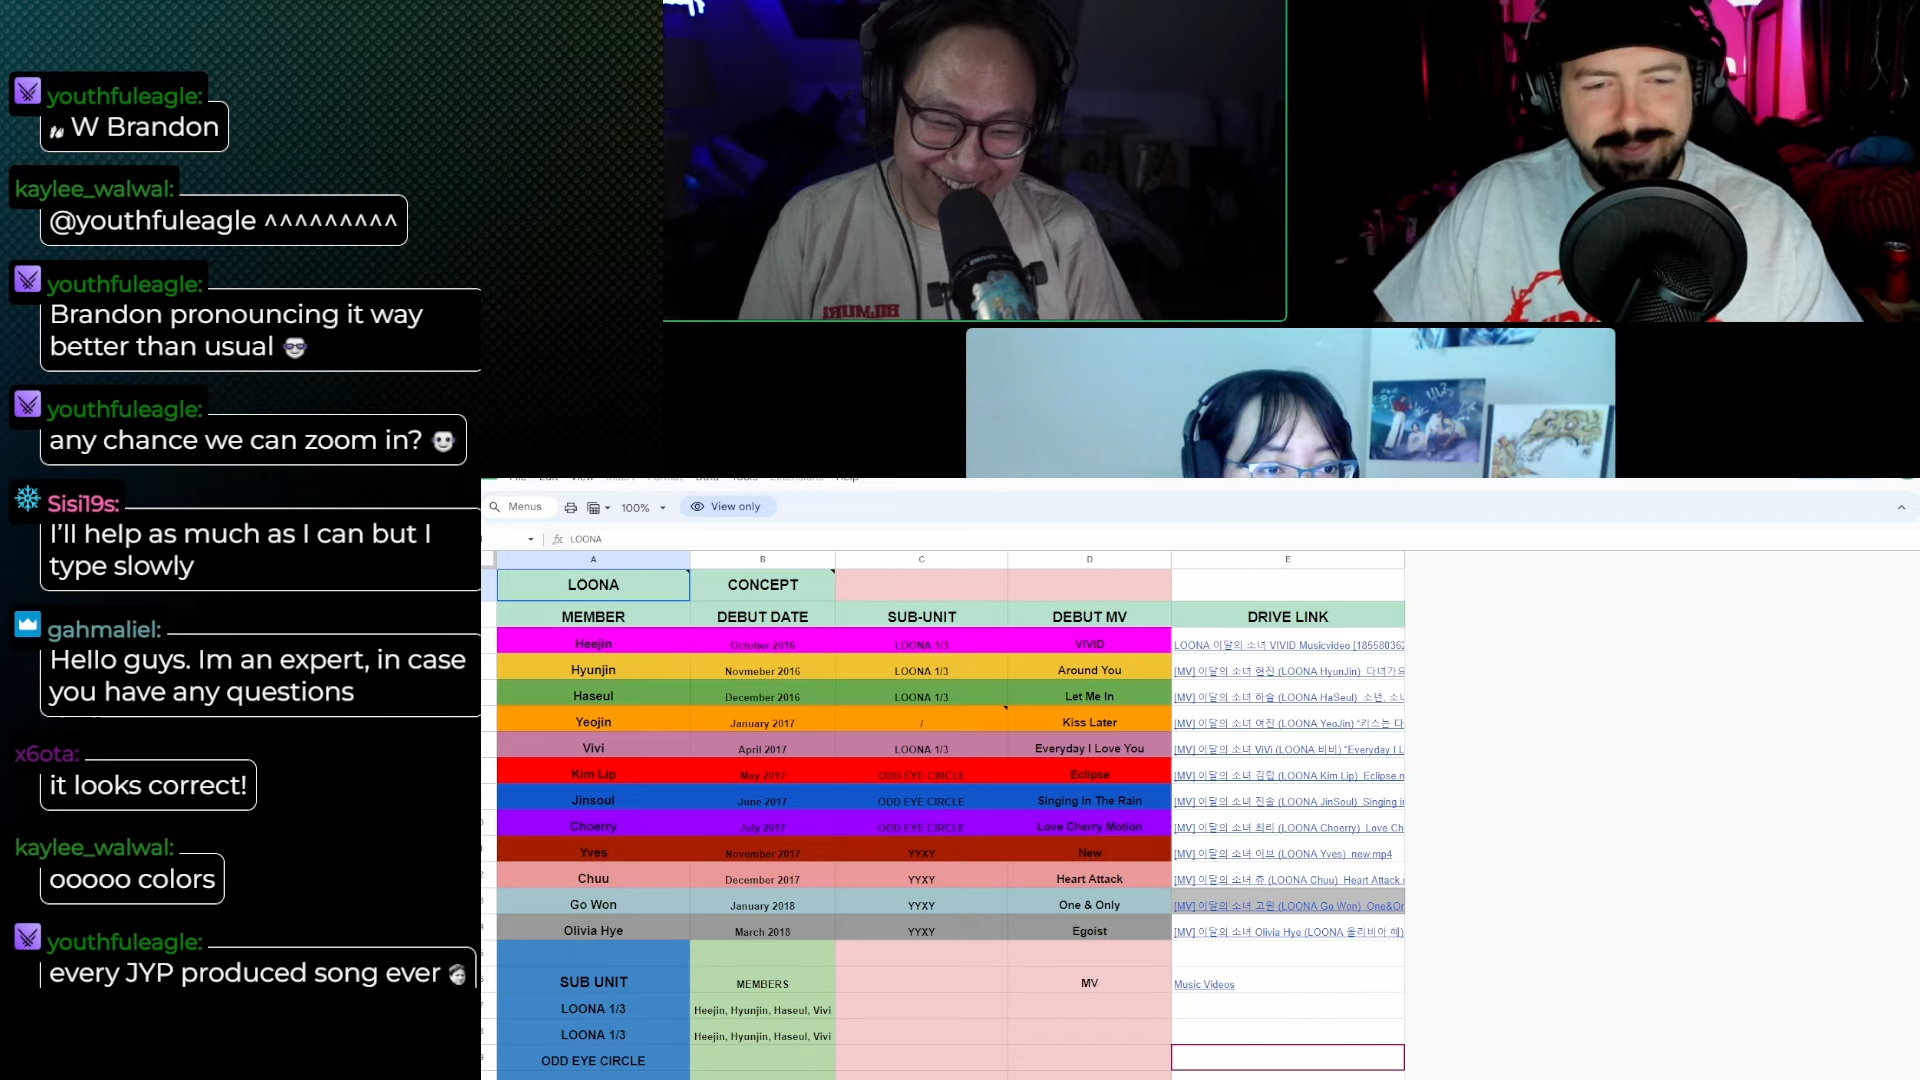 youthfuleagle:
W Brandon
kaylee_walwal:
@youthfuleagle ^^^^^^^^^
youthfuleagle:
Brandon pronouncing it way
better than usual
youthfuleagle:
any chance we can zoom in?
Sisi19s:
I'll help as much as I can but I
type slowly
gahmaliel:
Hello guys. Im an expert, in case
you have any questions
x6ota:
it looks correct!
kaylee_walwal:
ooooo colors
youthfuleagle:
every JYP produced song ever
Menus 100% View only
LOONA
A B C D E
LOONA CONCEPT
MEMBER DEBUT DATE SUB-UNIT DEBUT MV DRIVE LINK
Heejin October 2016 LOONA 1/3 ViViD LOONA 이달의 소녀 VIVID Musicvideo [185580362
Hyunjin Novmeber 2016 LOONA 1/3 Around You [MV] 이달의 소녀 현진 (LOONA HyunJin) 다녀가요
Haseul December 2016 LOONA 1/3 Let Me In [MV] 이달의 소녀 하슬 (LOONA HaSeul) 소년, 소녀
Yeojin January 2017 / Kiss Later [MV] 이달의 소녀 여진 (LOONA YeoJin) "키스는 다
Vivi April 2017 LOONA 1/3 Everyday I Love You [MV] 이달의 소녀 ViVi (LOONA 비비) "Everyday I L
Kim Lip May 2017 ODD EYE CIRCLE Eclipse [MV] 이달의 소녀 김립 (LOONA Kim Lip) Eclipse.m
Jinsoul June 2017 ODD EYE CIRCLE Singing In The Rain [MV] 이달의 소녀 진솔 (LOONA JinSoul) Singing in
Choerry July 2017 ODD EYE CIRCLE Love Cherry Motion [MV] 이달의 소녀 최리 (LOONA Choerry) Love Ch
Yves November 2017 YYXY New [MV] 이달의 소녀 이브 (LOONA Yves) new.mp4
Chuu December 2017 YYXY Heart Attack [MV] 이달의 소녀 츄 (LOONA Chuu) Heart Attack.
Go Won January 2018 YYXY One & Only [MV] 이달의 소녀 고원 (LOONA Go Won) One&On
Olivia Hye March 2018 YYXY Egoist [MV] 이달의 소녀 Olivia Hye (LOONA 올리비아 혜)
SUB UNIT MEMBERS MV Music Videos
LOONA 1/3 Heejin, Hyunjin, Haseul, Vivi
LOONA 1/3 Heejin, Hyunjin, Haseul, Vivi
ODD EYE CIRCLE